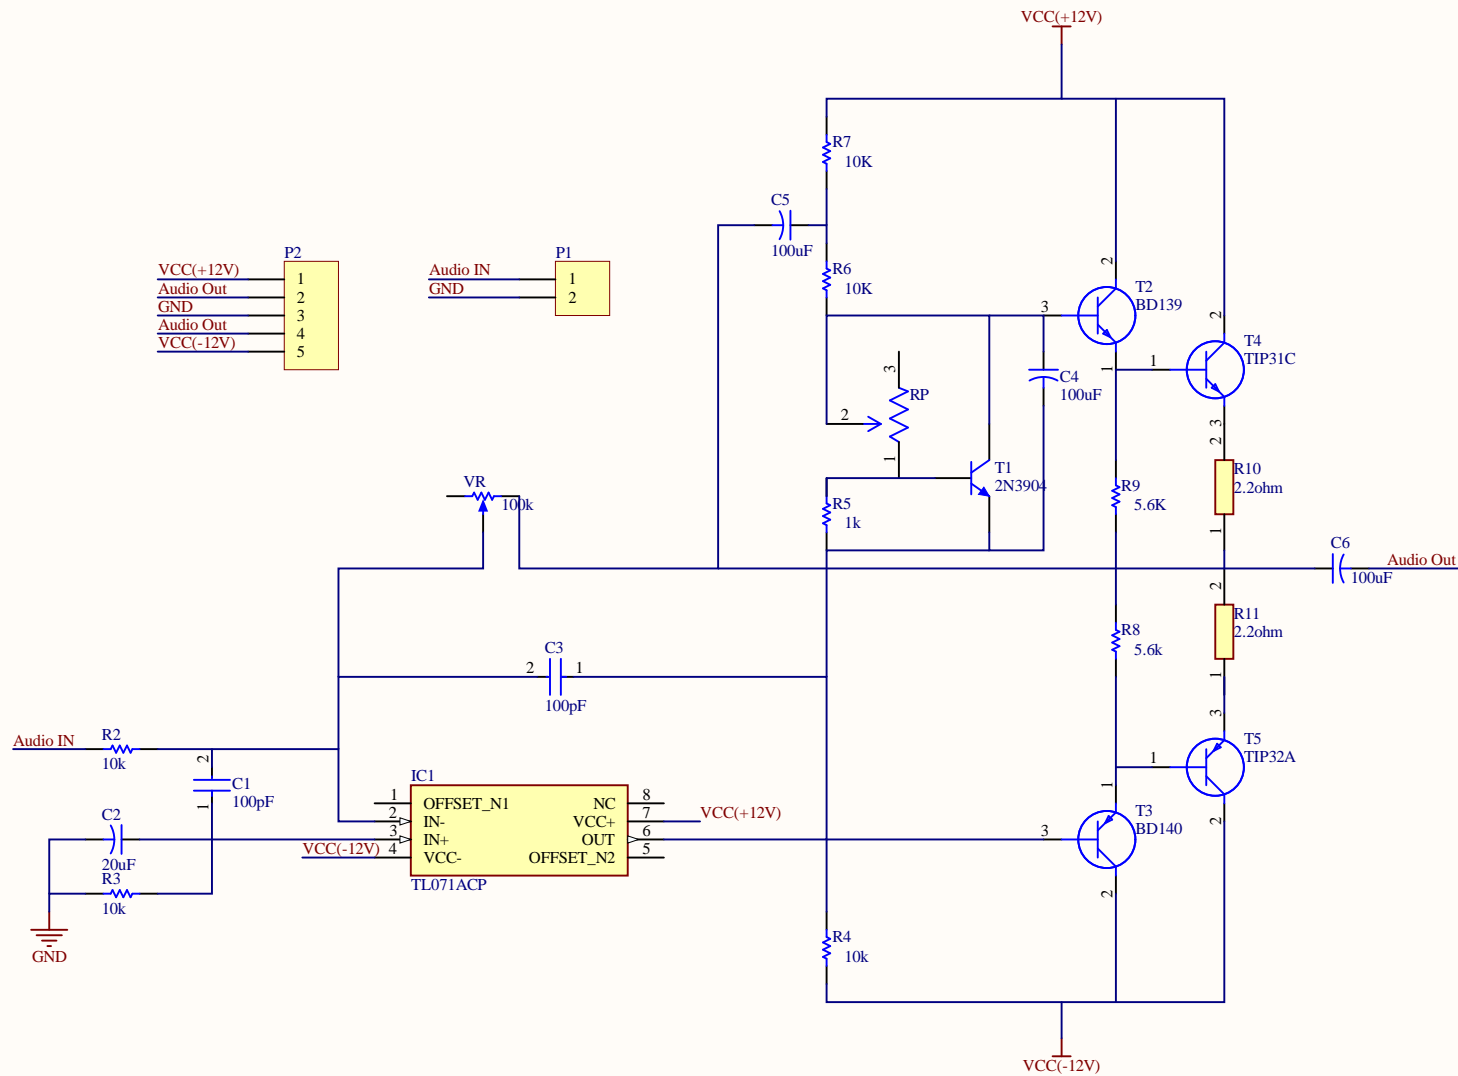 VCC(+12V)
R7
10K
C5
100uF
R6
10K
P2
VCC(+12V) 1
Audio Out 2
GND 3
Audio Out 4
VCC(-12V) 5
P1
Audio IN 1
GND 2
2
T2
3 BD139
1
2
T4
1 TIP31C
3
C4
100uF
3
RP
2
1
T1
2N3904
2
R10
2.2ohm
1
VR
100k
R5
1k
R9
5.6K
C6
100uF
Audio Out
2
R11
2.2ohm
1
R8
5.6k
C3
2 1
100pF
3
T5
1 TIP32A
2
Audio IN
R2
10k
2
C1
100pF
1
C2
20uF
R3
10k
GND
IC1
1 OFFSET_N1 NC 8
2 IN- VCC+ 7 VCC(+12V)
3 IN+ OUT 6
VCC(-12V) 4 VCC- OFFSET_N2 5
TL071ACP
1
T3
3 BD140
2
R4
10k
VCC(-12V)